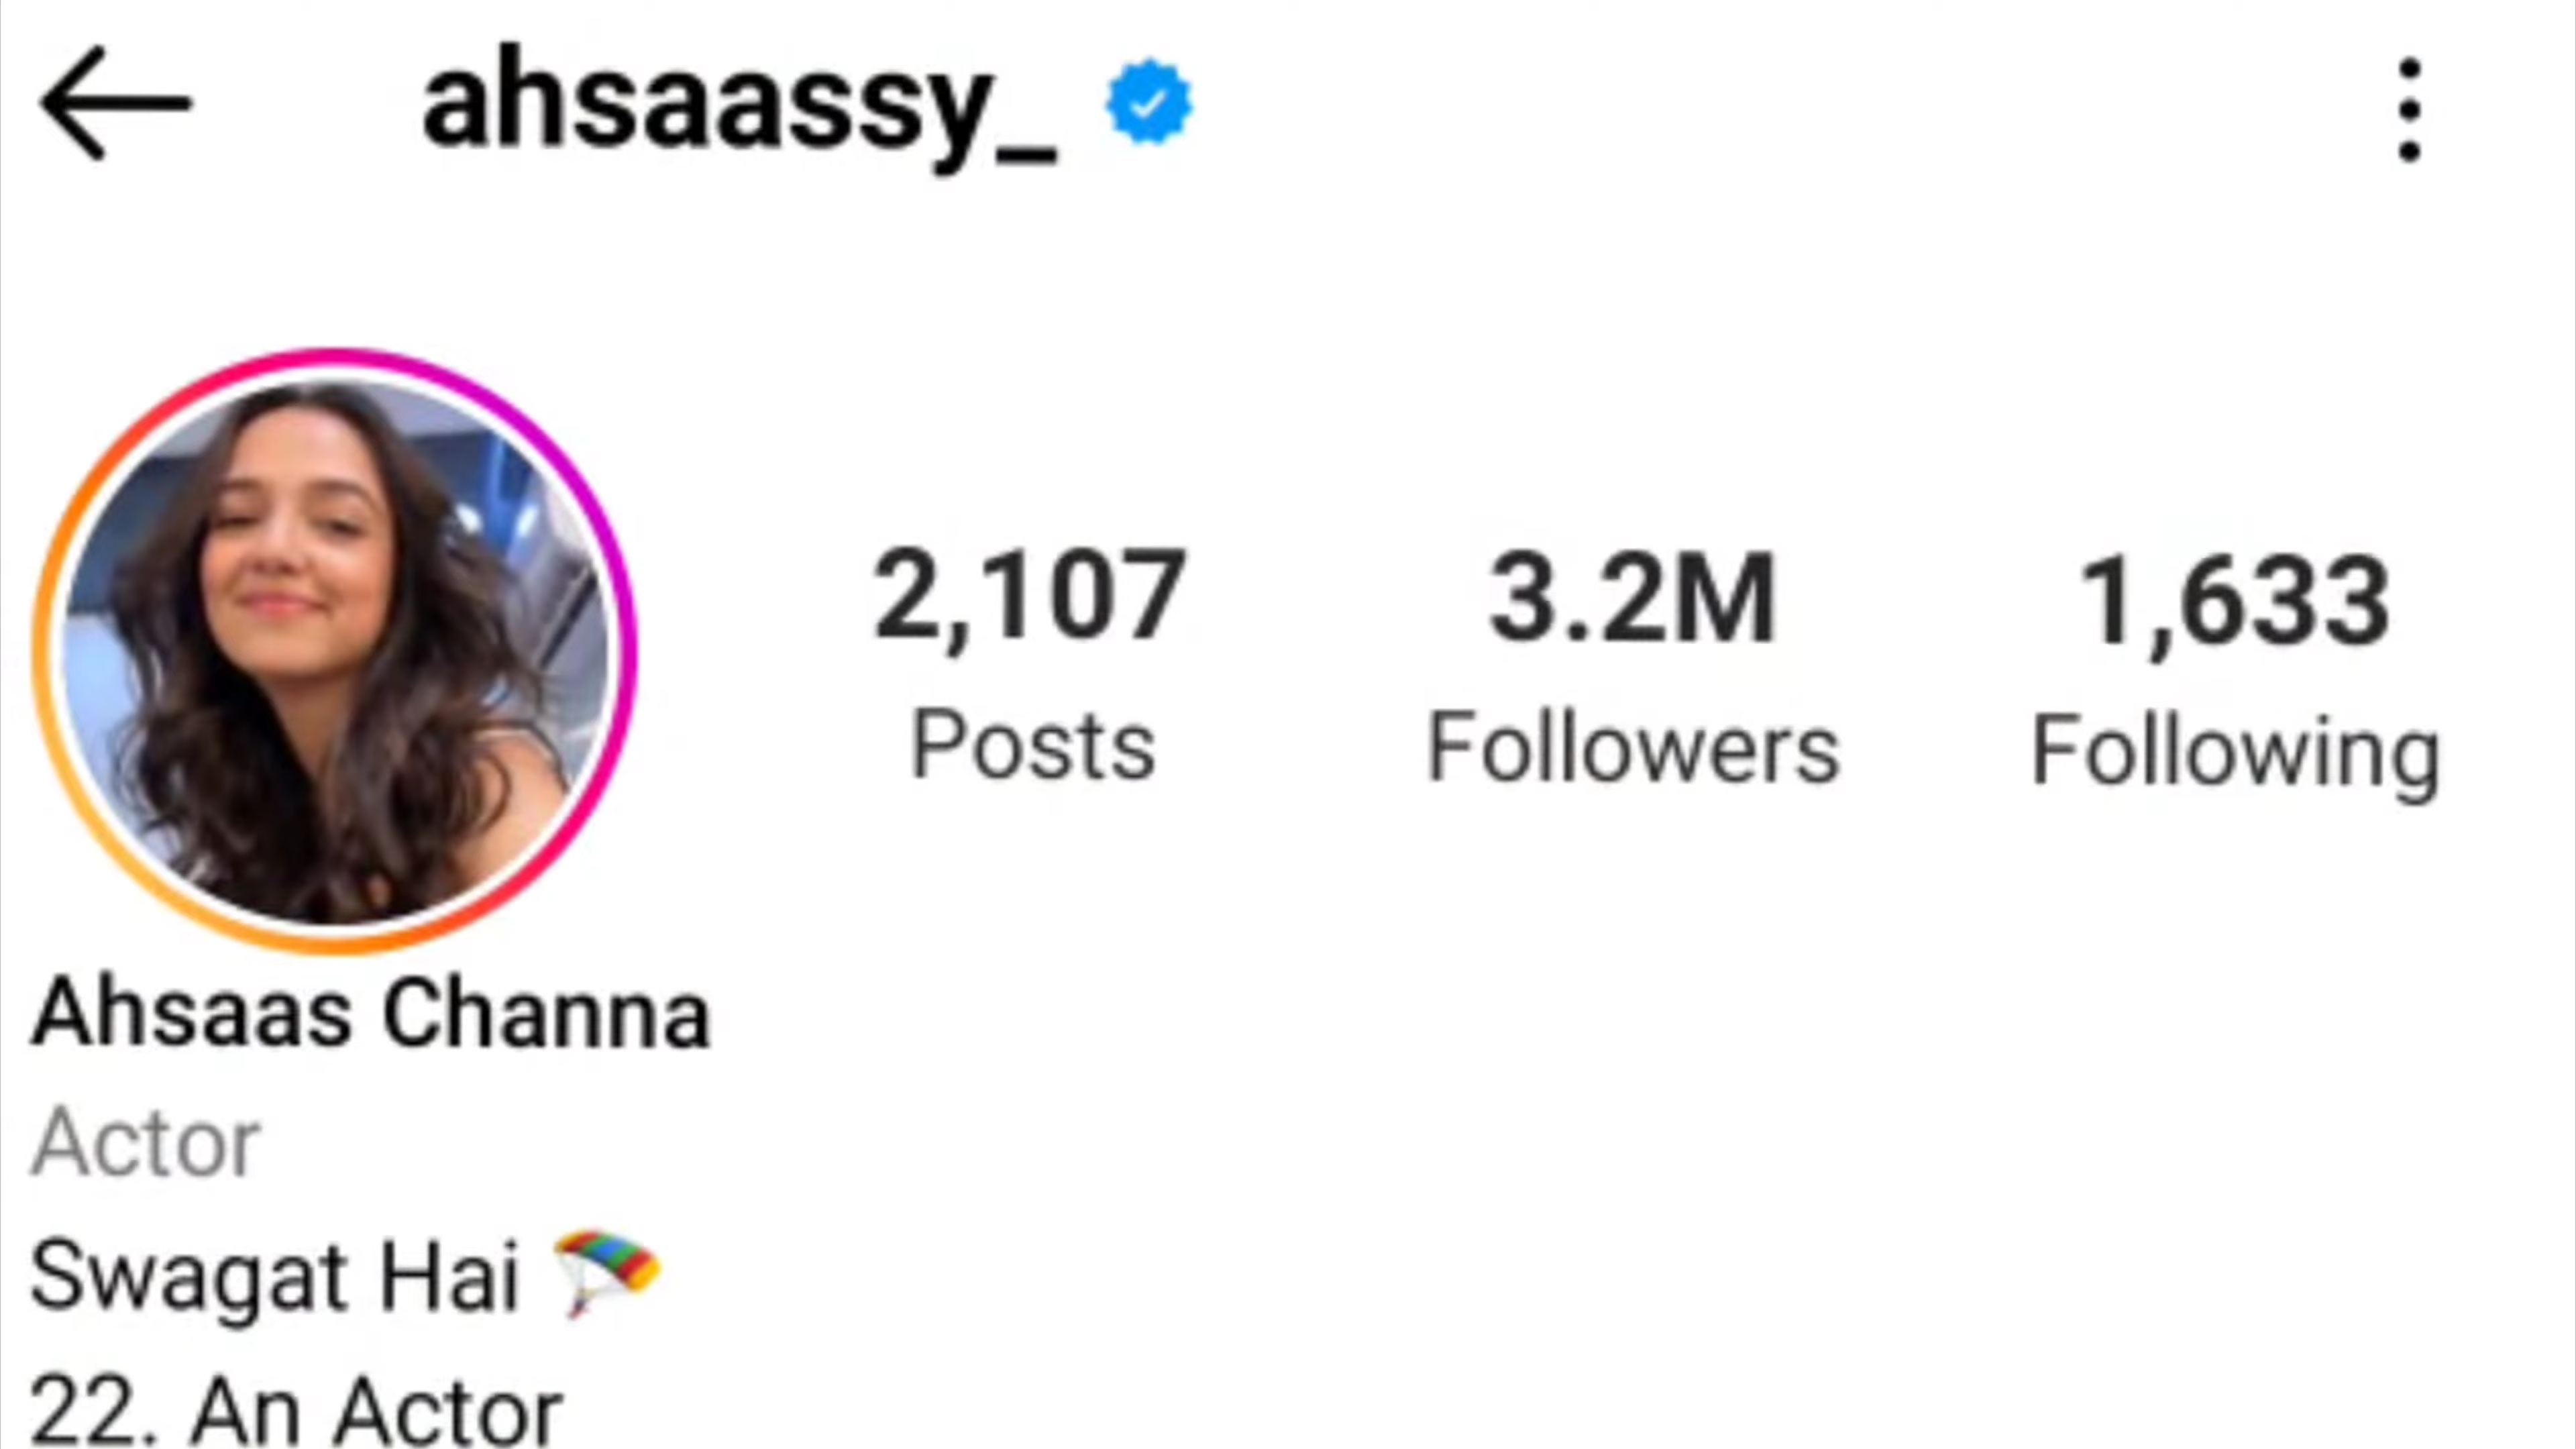 ahsaassy_
2,107 3.2M 1,633
Posts Followers Following
Ahsaas Channa
Actor
Swagat Hai 🪂
22. An Actor